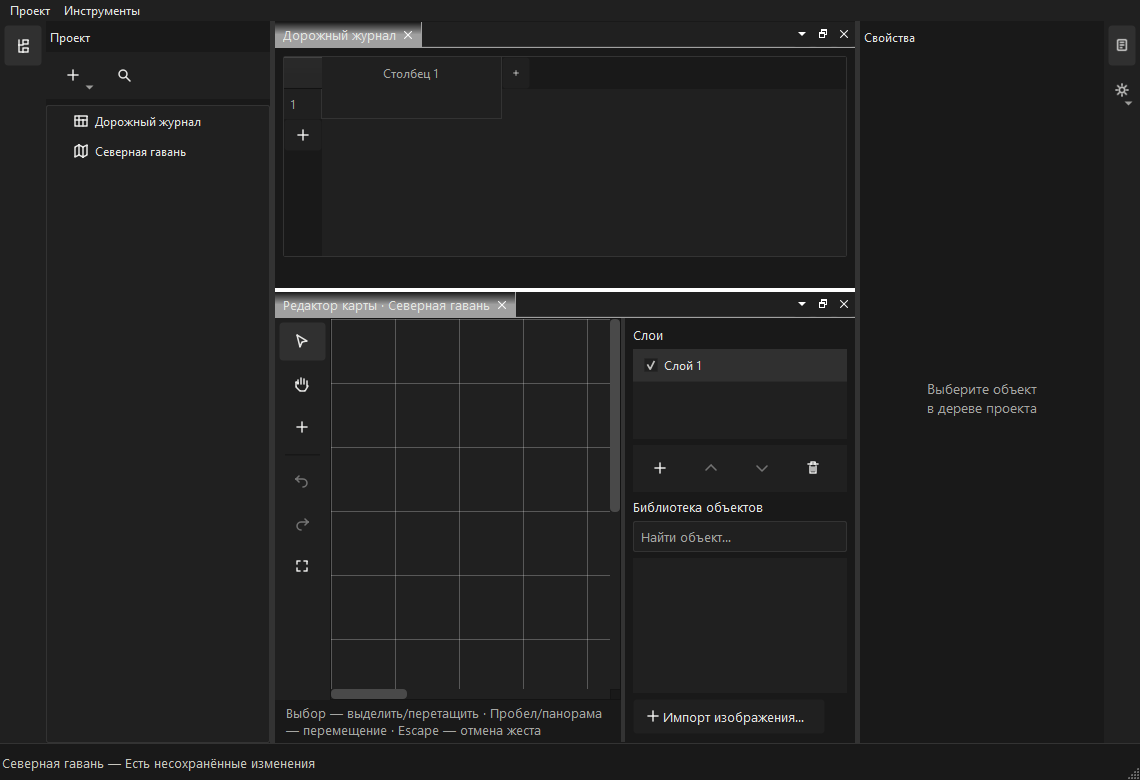 Проект Инструменты
Проект
Дорожный журнал
Северная гавань
Дорожный журнал
Столбец 1
1
Редактор карты · Северная гавань
Выбор — выделить/перетащить · Пробел/панорама
— перемещение · Escape — отмена жеста
Слои
Слой 1
Библиотека объектов
Найти объект...
Импорт изображения...
Свойства
Выберите объект
в дереве проекта
Северная гавань — Есть несохранённые изменения